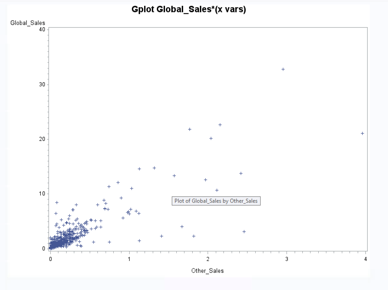 Gplot Global_Sales*(x vars)
Global_Sales
40
30
20
10
0
Plot of Global_Sales by Other_Sales
0 1 2 3 4
Other_Sales